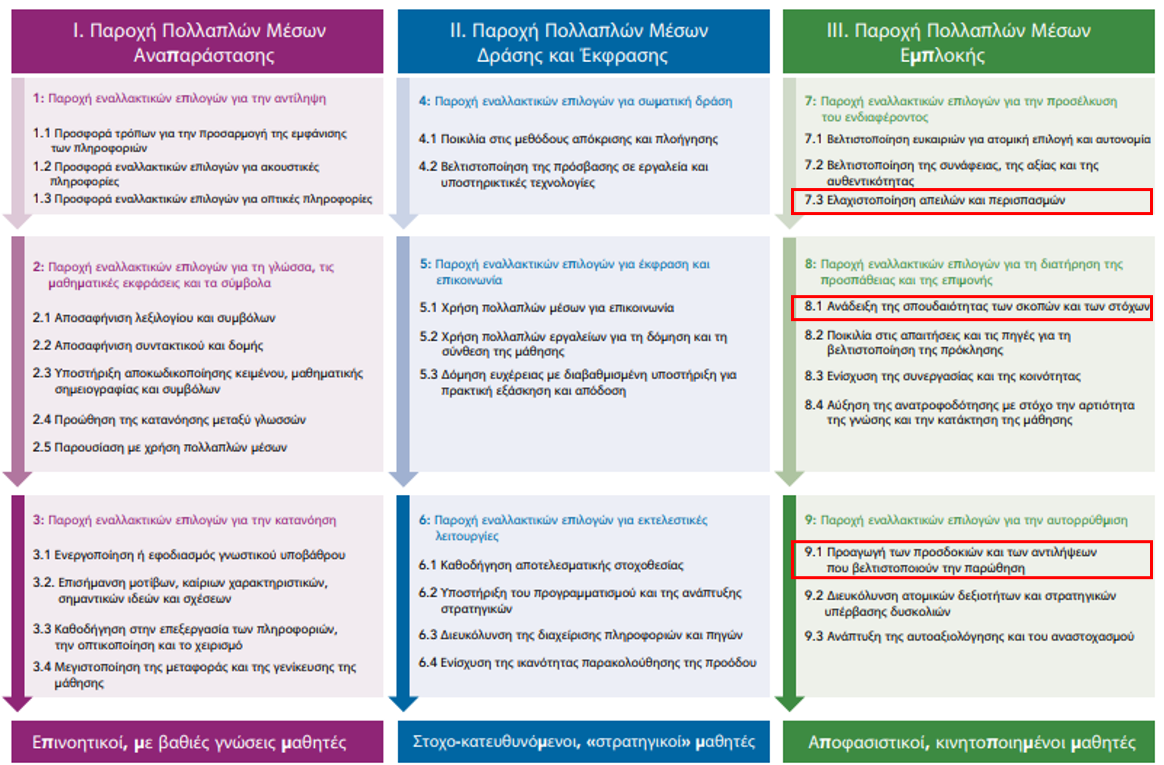 I. Παροχή Πολλαπλών Μέσων
Αναπαράστασης
1: Παροχή εναλλακτικών επιλογών για την αντίληψη
1.1 Προσφορά τρόπων για την προσαρμογή της εμφάνισης
των πληροφοριών
1.2 Προσφορά εναλλακτικών επιλογών για ακουστικές
πληροφορίες
1.3 Προσφορά εναλλακτικών επιλογών για οπτικές πληροφορίες
2: Παροχή εναλλακτικών επιλογών για τη γλώσσα, τις
μαθηματικές εκφράσεις και τα σύμβολα
2.1 Αποσαφήνιση λεξιλογίου και συμβόλων
2.2 Αποσαφήνιση συντακτικού και δομής
2.3 Υποστήριξη αποκωδικοποίησης κειμένου, μαθηματικής
σημειογραφίας και συμβόλων
2.4 Προώθηση της κατανόησης μεταξύ γλωσσών
2.5 Παρουσίαση με χρήση πολλαπλών μέσων
3: Παροχή εναλλακτικών επιλογών για την κατανόηση
3.1 Ενεργοποίηση ή εφοδιασμός γνωστικού υποβάθρου
3.2. Επισήμανση μοτίβων, καίριων χαρακτηριστικών,
σημαντικών ιδεών και σχέσεων
3.3 Καθοδήγηση στην επεξεργασία των πληροφοριών,
την οπτικοποίηση και το χειρισμό
3.4 Μεγιστοποίηση της μεταφοράς και της γενίκευσης της
μάθησης
Επινοητικοί, με βαθιές γνώσεις μαθητές
II. Παροχή Πολλαπλών Μέσων
Δράσης και Έκφρασης
4: Παροχή εναλλακτικών επιλογών για σωματική δράση
4.1 Ποικιλία στις μεθόδους απόκρισης και πλοήγησης
4.2 Βελτιστοποίηση της πρόσβασης σε εργαλεία και
υποστηρικτικές τεχνολογίες
5: Παροχή εναλλακτικών επιλογών για έκφραση και
επικοινωνία
5.1 Χρήση πολλαπλών μέσων για επικοινωνία
5.2 Χρήση πολλαπλών εργαλείων για τη δόμηση και τη
σύνθεση της μάθησης
5.3 Δόμηση ευχέρειας με διαβαθμισμένη υποστήριξη για
πρακτική εξάσκηση και απόδοση
6: Παροχή εναλλακτικών επιλογών για εκτελεστικές
λειτουργίες
6.1 Καθοδήγηση αποτελεσματικής στοχοθεσίας
6.2 Υποστήριξη του προγραμματισμού και της ανάπτυξης
στρατηγικών
6.3 Διευκόλυνση της διαχείρισης πληροφοριών και πηγών
6.4 Ενίσχυση της ικανότητας παρακολούθησης της προόδου
Στοχο-κατευθυνόμενοι, «στρατηγικοί» μαθητές
III. Παροχή Πολλαπλών Μέσων
Εμπλοκής
7: Παροχή εναλλακτικών επιλογών για την προσέλκυση
του ενδιαφέροντος
7.1 Βελτιστοποίηση ευκαιριών για ατομική επιλογή και αυτονομία
7.2 Βελτιστοποίηση της συνάφειας, της αξίας και της
αυθεντικότητας
7.3 Ελαχιστοποίηση απειλών και περισπασμών
8: Παροχή εναλλακτικών επιλογών για τη διατήρηση της
προσπάθειας και της επιμονής
8.1 Ανάδειξη της σπουδαιότητας των σκοπών και των στόχων
8.2 Ποικιλία στις απαιτήσεις και τις πηγές για τη
βελτιστοποίηση της πρόκλησης
8.3 Ενίσχυση της συνεργασίας και της κοινότητας
8.4 Αύξηση της ανατροφοδότησης με στόχο την αρτιότητα
της γνώσης και την κατάκτηση της μάθησης
9: Παροχή εναλλακτικών επιλογών για την αυτορρύθμιση
9.1 Προαγωγή των προσδοκιών και των αντιλήψεων
που βελτιστοποιούν την παρώθηση
9.2 Διευκόλυνση ατομικών δεξιοτήτων και στρατηγικών
υπέρβασης δυσκολιών
9.3 Ανάπτυξη της αυτοαξιολόγησης και του αναστοχασμού
Αποφασιστικοί, κινητοποιημένοι μαθητές